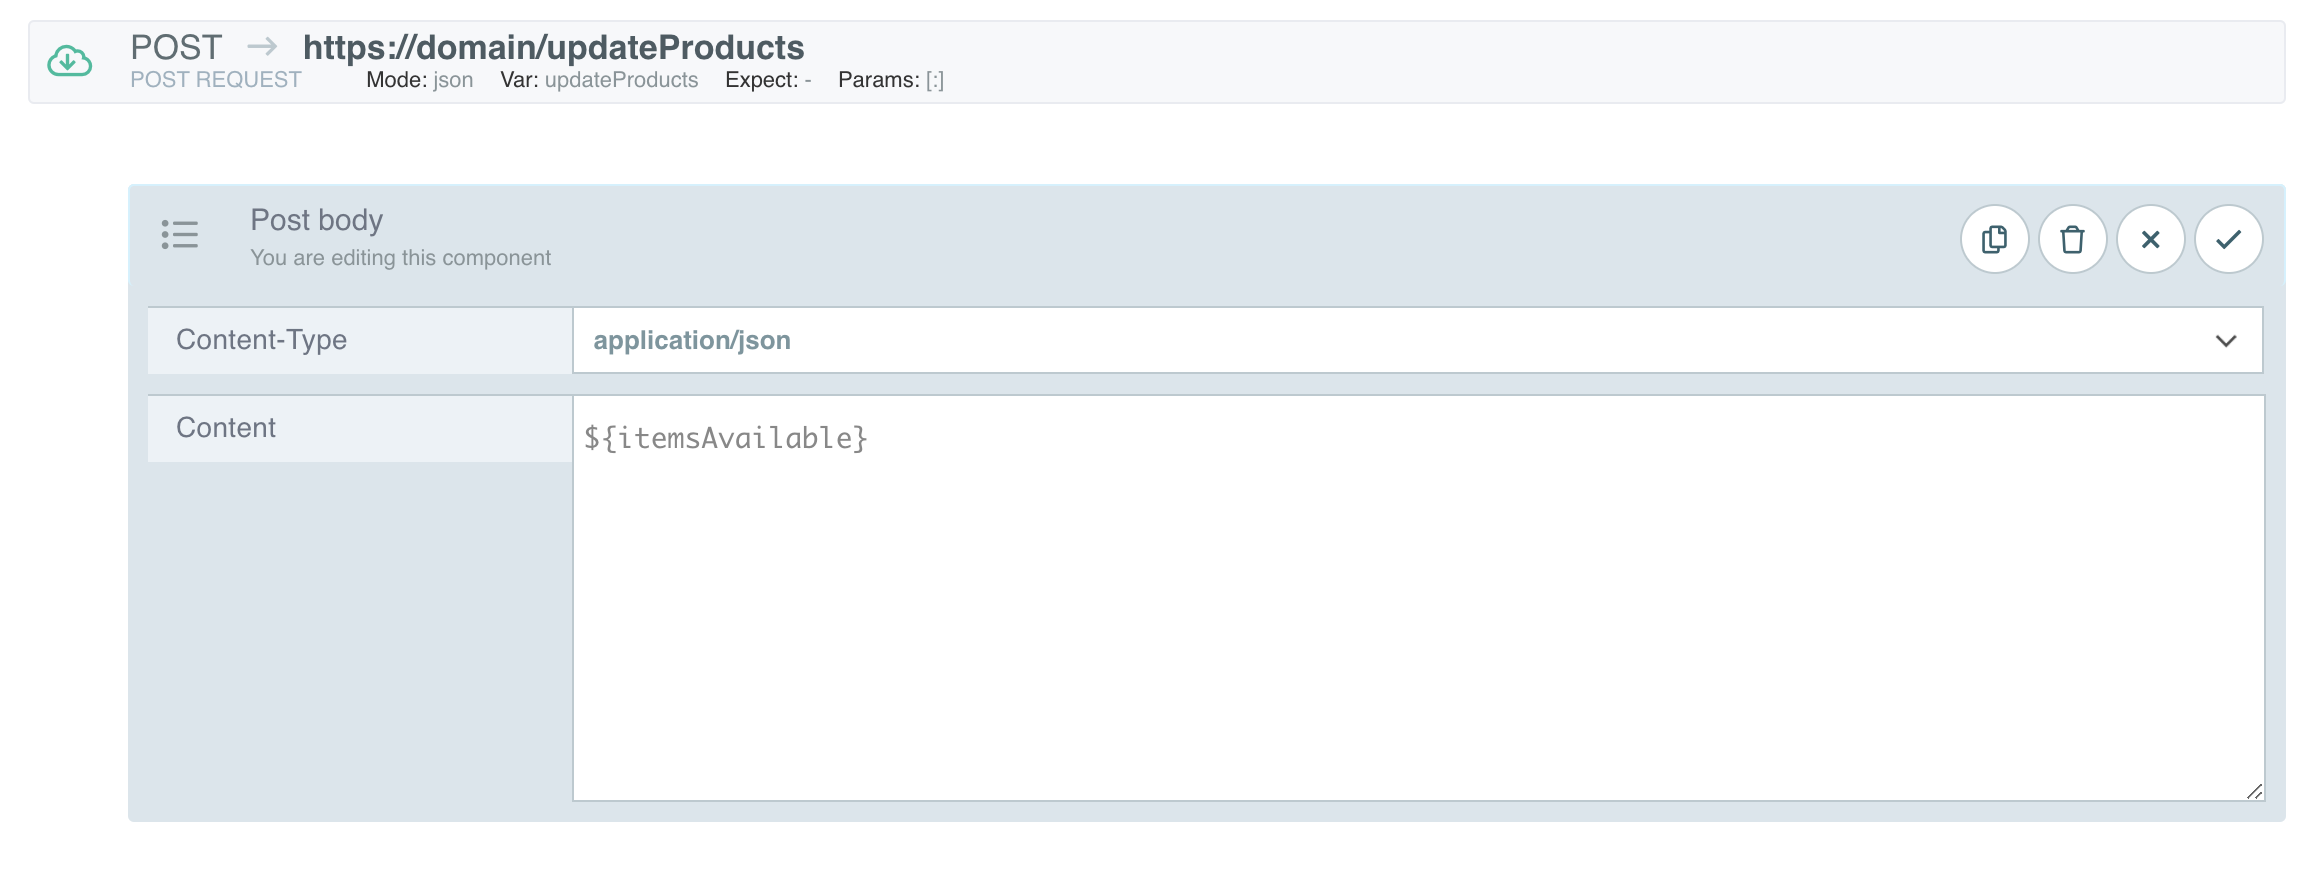 POST → https://domain/updateProducts
POST REQUEST Mode: json Var: updateProducts Expect: - Params: [:]
Post body
You are editing this component
Content-Type application/json
Content ${itemsAvailable}